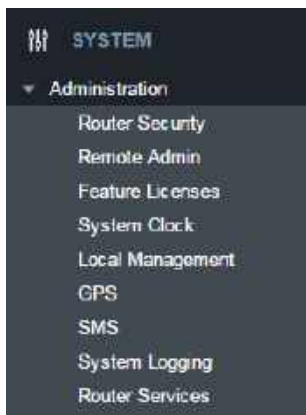 SYSTEM
Administration
Router Security
Remote Admin
Feature Licenses
System Clock
Local Management
GPS
SMS
System Logging
Router Services